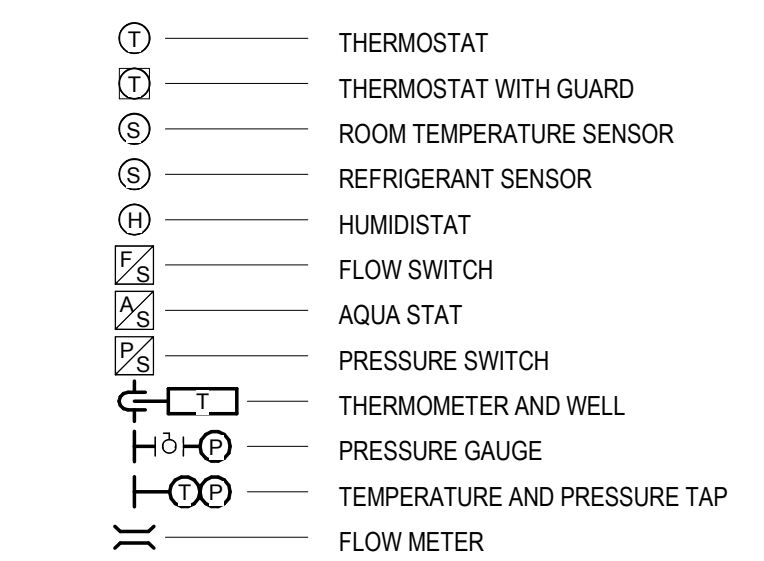 T THERMOSTAT
T THERMOSTAT WITH GUARD
S ROOM TEMPERATURE SENSOR
S REFRIGERANT SENSOR
H HUMIDISTAT
F/S FLOW SWITCH
A/S AQUA STAT
P/S PRESSURE SWITCH
T THERMOMETER AND WELL
P PRESSURE GAUGE
T P TEMPERATURE AND PRESSURE TAP
FLOW METER